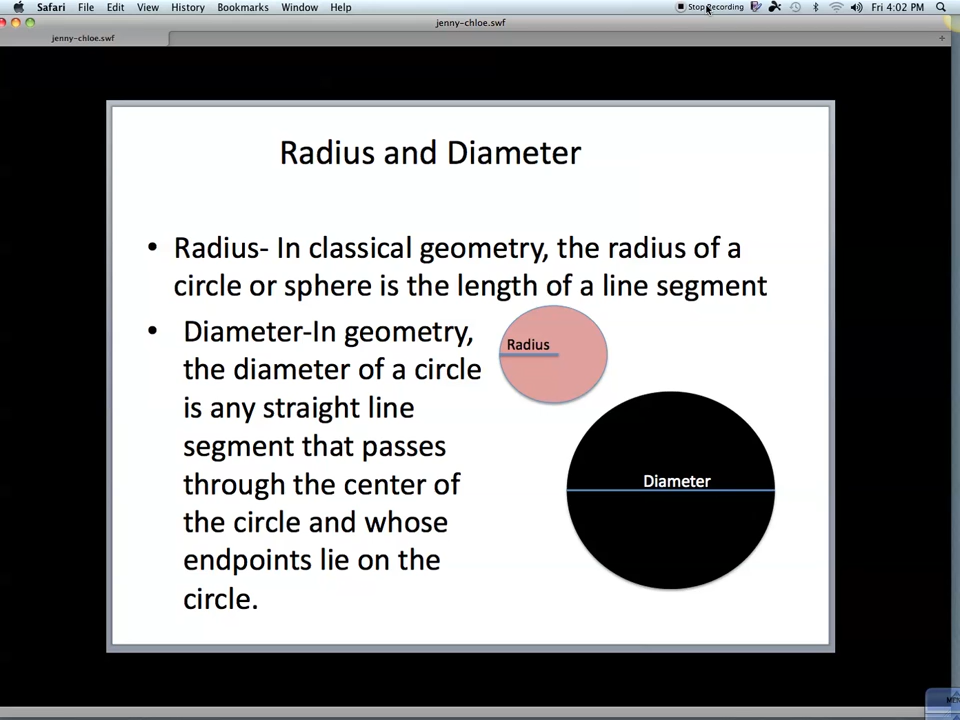 Safari File Edit View History Bookmarks Window Help Stop Recording Fri 4:02 PM
jenny-chloe.swf
jenny-chloe.swf
Radius and Diameter
• Radius- In classical geometry, the radius of a
circle or sphere is the length of a line segment
• Diameter-In geometry,
the diameter of a circle
is any straight line
segment that passes
through the center of
the circle and whose
endpoints lie on the
circle.
Radius
Diameter